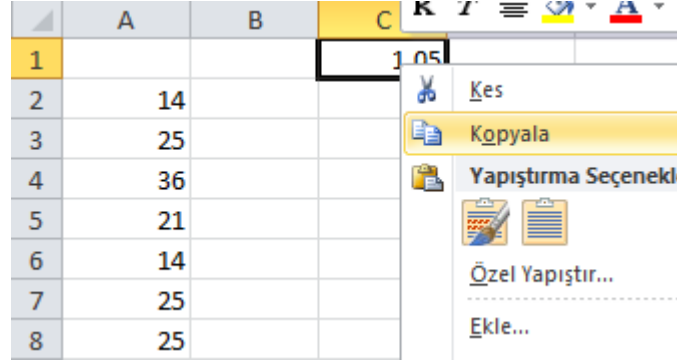 A B C K T A
1 1,05
2 14 Kes
3 25 Kopyala
4 36 Yapıştırma Seçenekl
5 21
6 14 Özel Yapıştır...
7 25
8 25 Ekle...